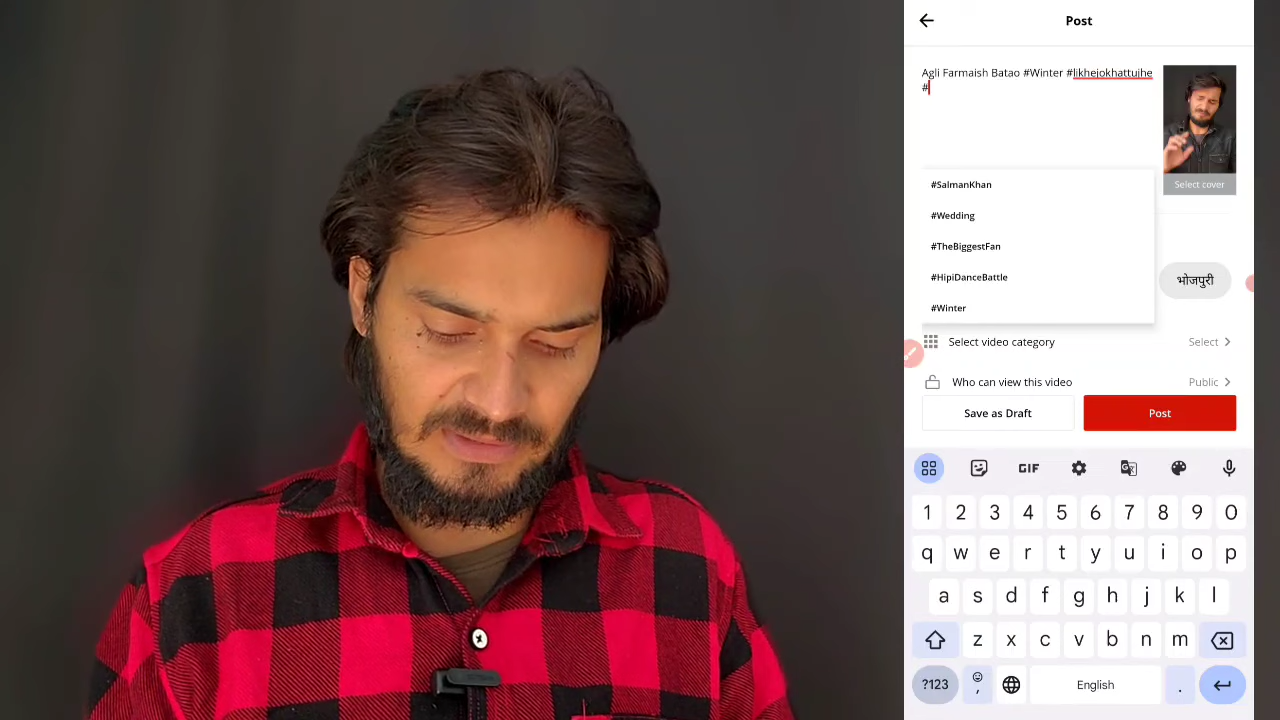 Post
Agli Farmaish Batao #Winter #likhejokhattujhe
#
Select cover
#SalmanKhan
#Wedding
#TheBiggestFan
#HipiDanceBattle
#Winter
भोजपुरी
Select video category
Select
Who can view this video
Public
Save as Draft
Post
GIF
1 2 3 4 5 6 7 8 9 0
q w e r t y u i o p
a s d f g h j k l
z x c v b n m
?123
,
English
.